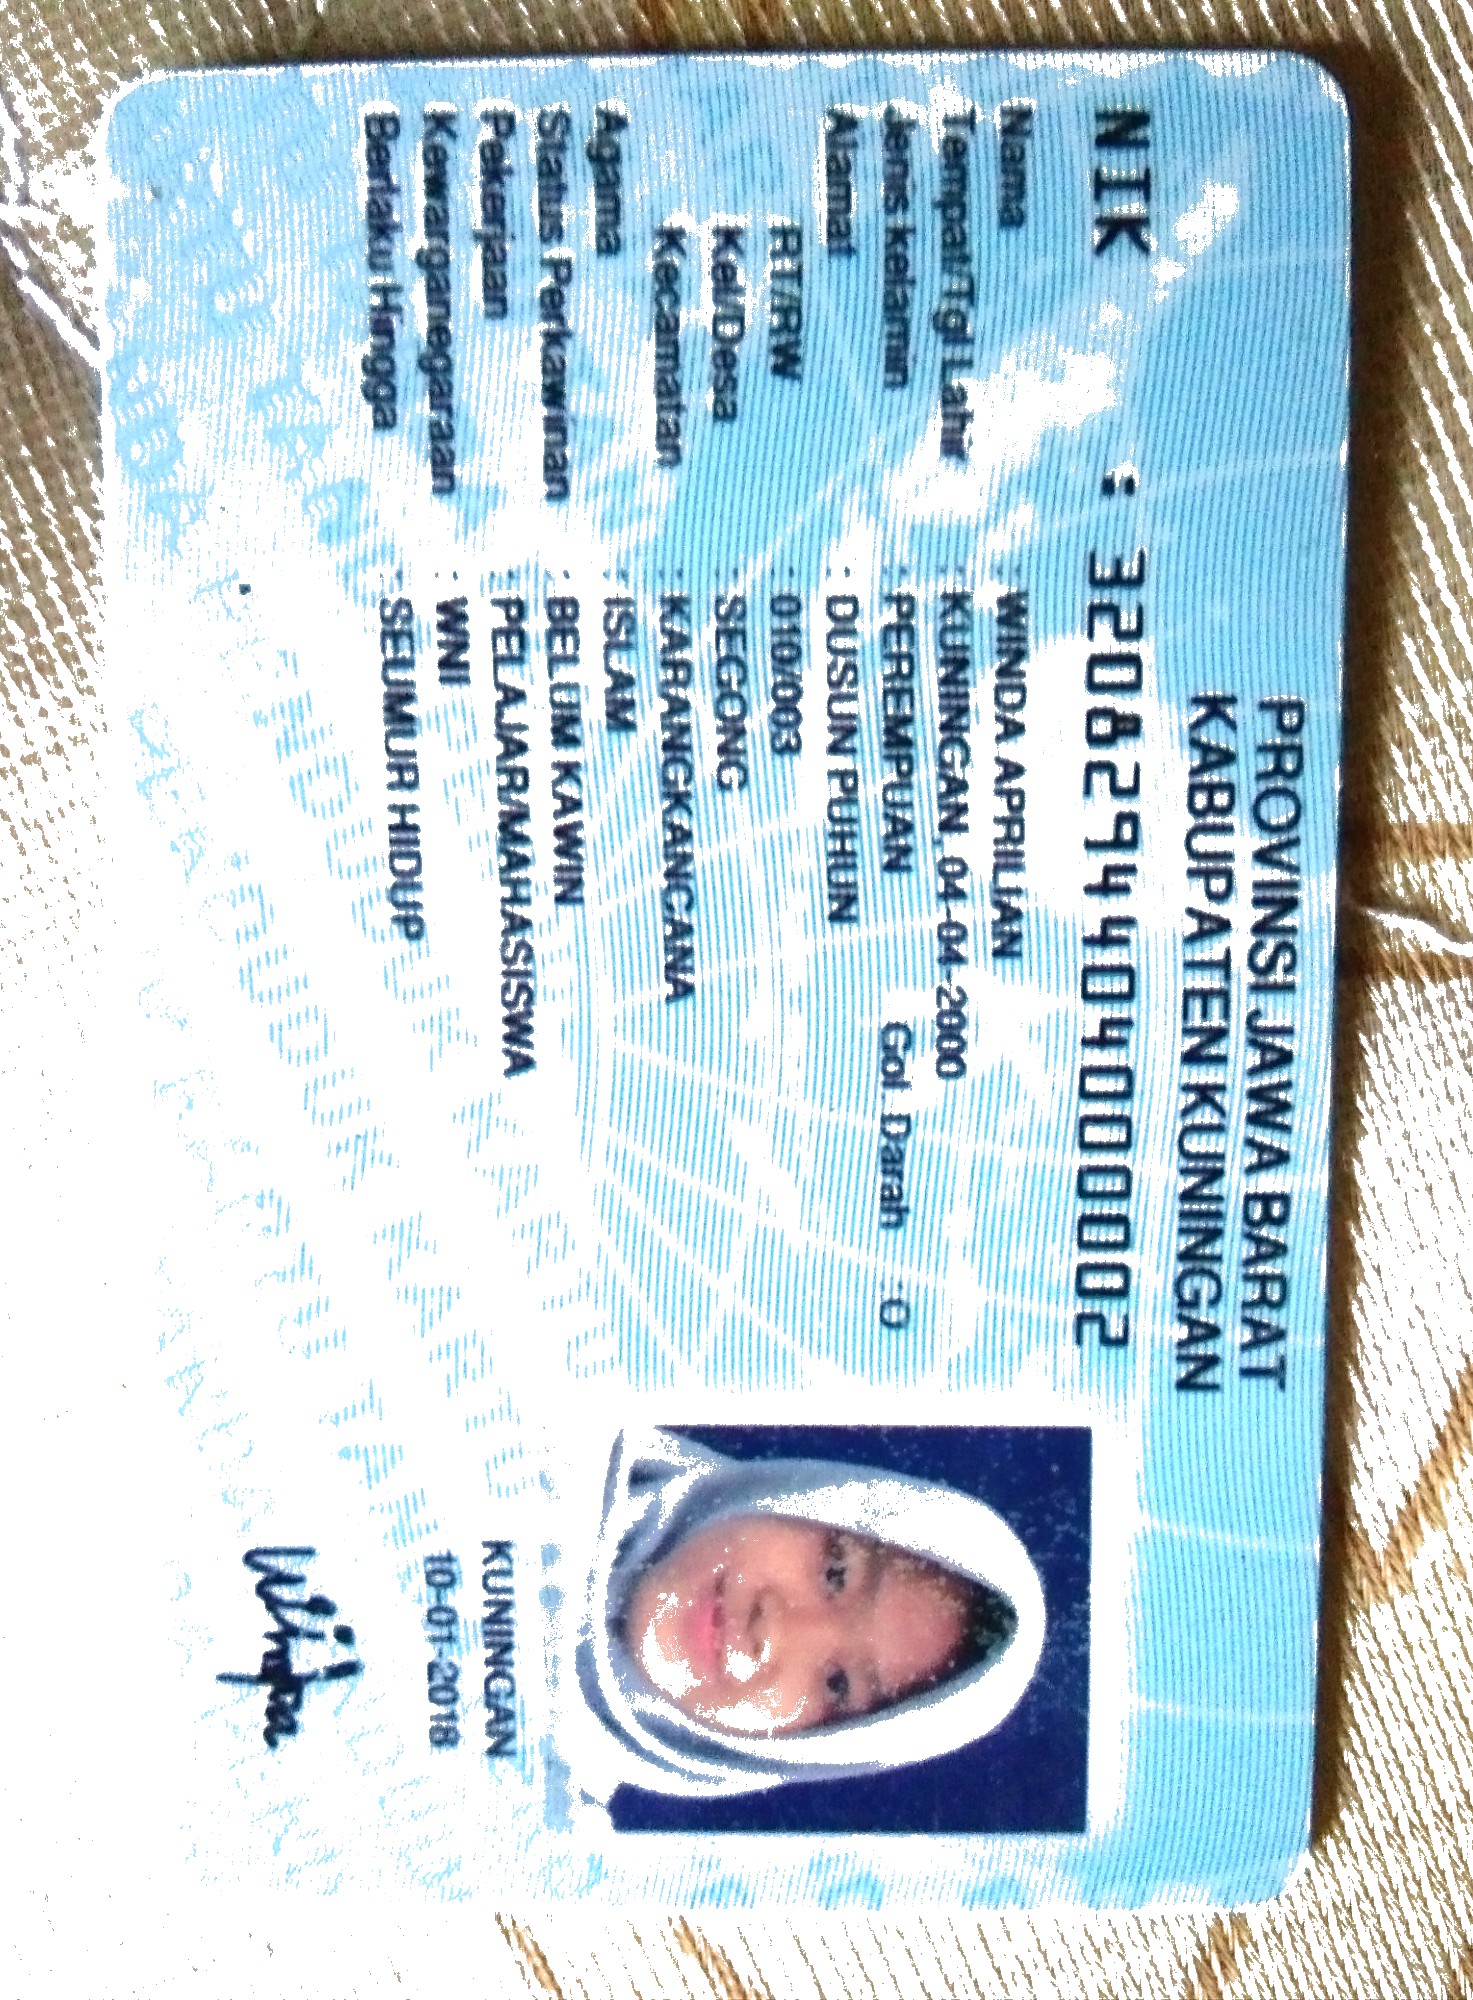 PROVINSI JAWA BARAT
KABUPATEN KUNINGAN
NIK : 3208294404000002
Nama : WINDA APRILIAN
Tempat/Tgl Lahir : KUNINGAN, 04-04-2000
Jenis kelamin : PEREMPUAN Gol. Darah : O
Alamat : DUSUN PUHUN
RT/RW : 010/003
Kel/Desa : SEGONG
Kecamatan : KARANGKANCANA
Agama : ISLAM
Status Perkawinan : BELUM KAWIN
Pekerjaan : PELAJAR/MAHASISWA
Kewarganegaraan : WNI
Berlaku Hingga : SEUMUR HIDUP
KUNINGAN
10-01-2018